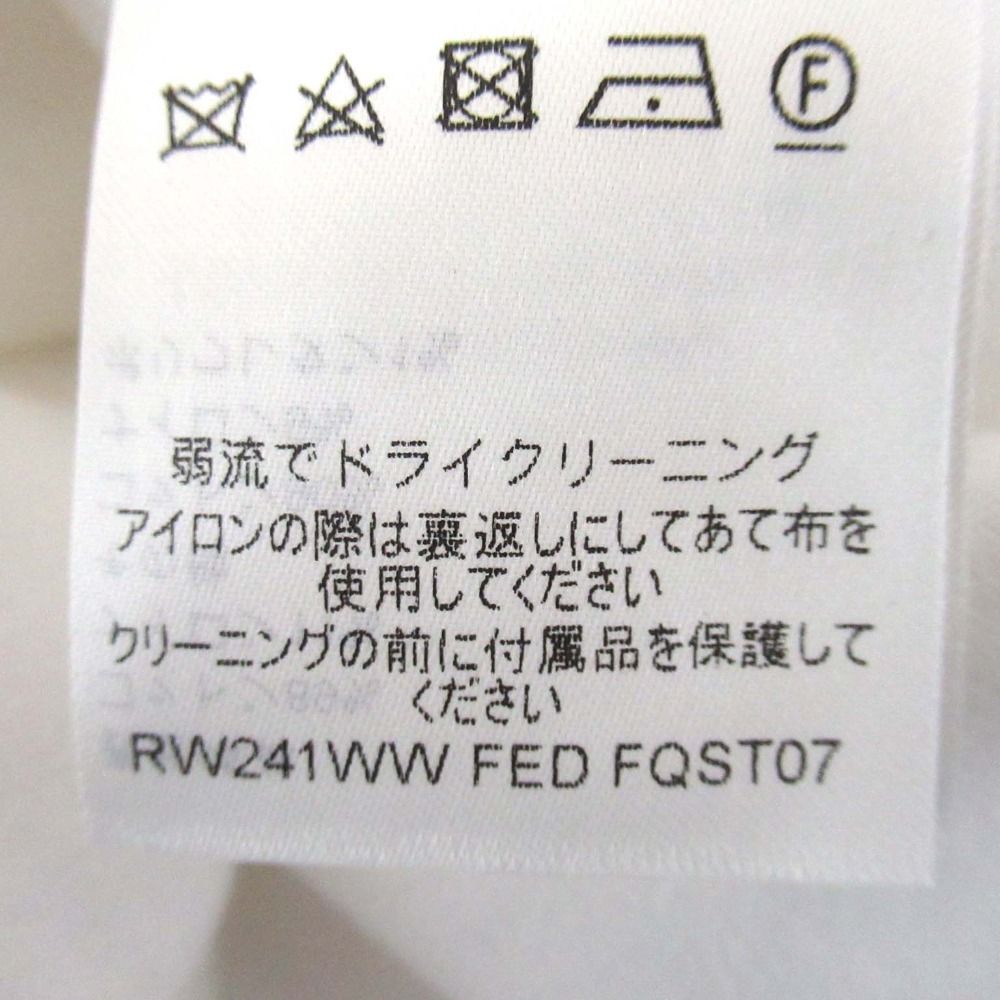 F
弱流でドライクリーニング
アイロンの際は裏返しにしてあて布を
使用してください
クリーニングの前に付属品を保護して
ください
RW241WW FED FQST07